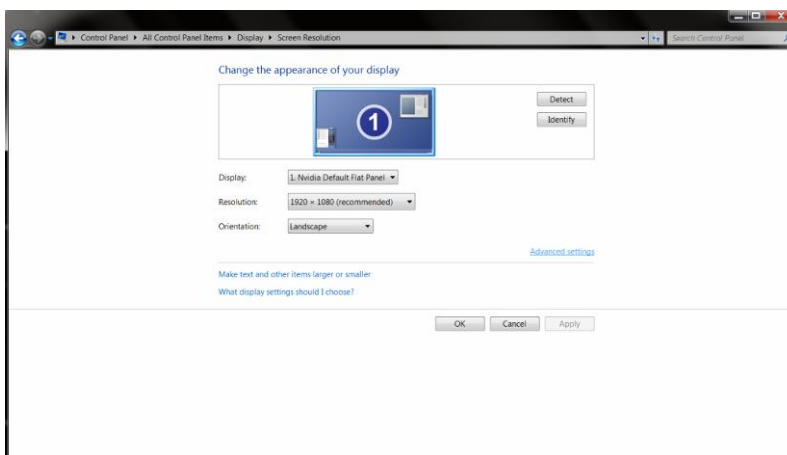 Control Panel ▸ All Control Panel Items ▸ Display ▸ Screen Resolution
Search Control Panel
Change the appearance of your display
1
Detect
Identify
Display: 1. Nvidia Default Flat Panel
Resolution: 1920 × 1080 (recommended)
Orientation: Landscape
Advanced settings
Make text and other items larger or smaller
What display settings should I choose?
OK Cancel Apply